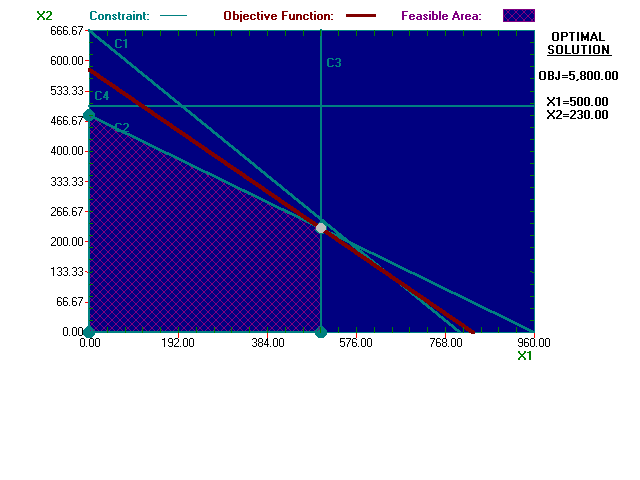 X2 Constraint: Objective Function: Feasible Area:
666.67
600.00
533.33
466.67
400.00
333.33
266.67
200.00
133.33
66.67
0.00
C1
C3
C4
C2
0.00 192.00 384.00 576.00 768.00 960.00
X1
OPTIMAL
SOLUTION
OBJ=5,800.00
X1=500.00
X2=230.00